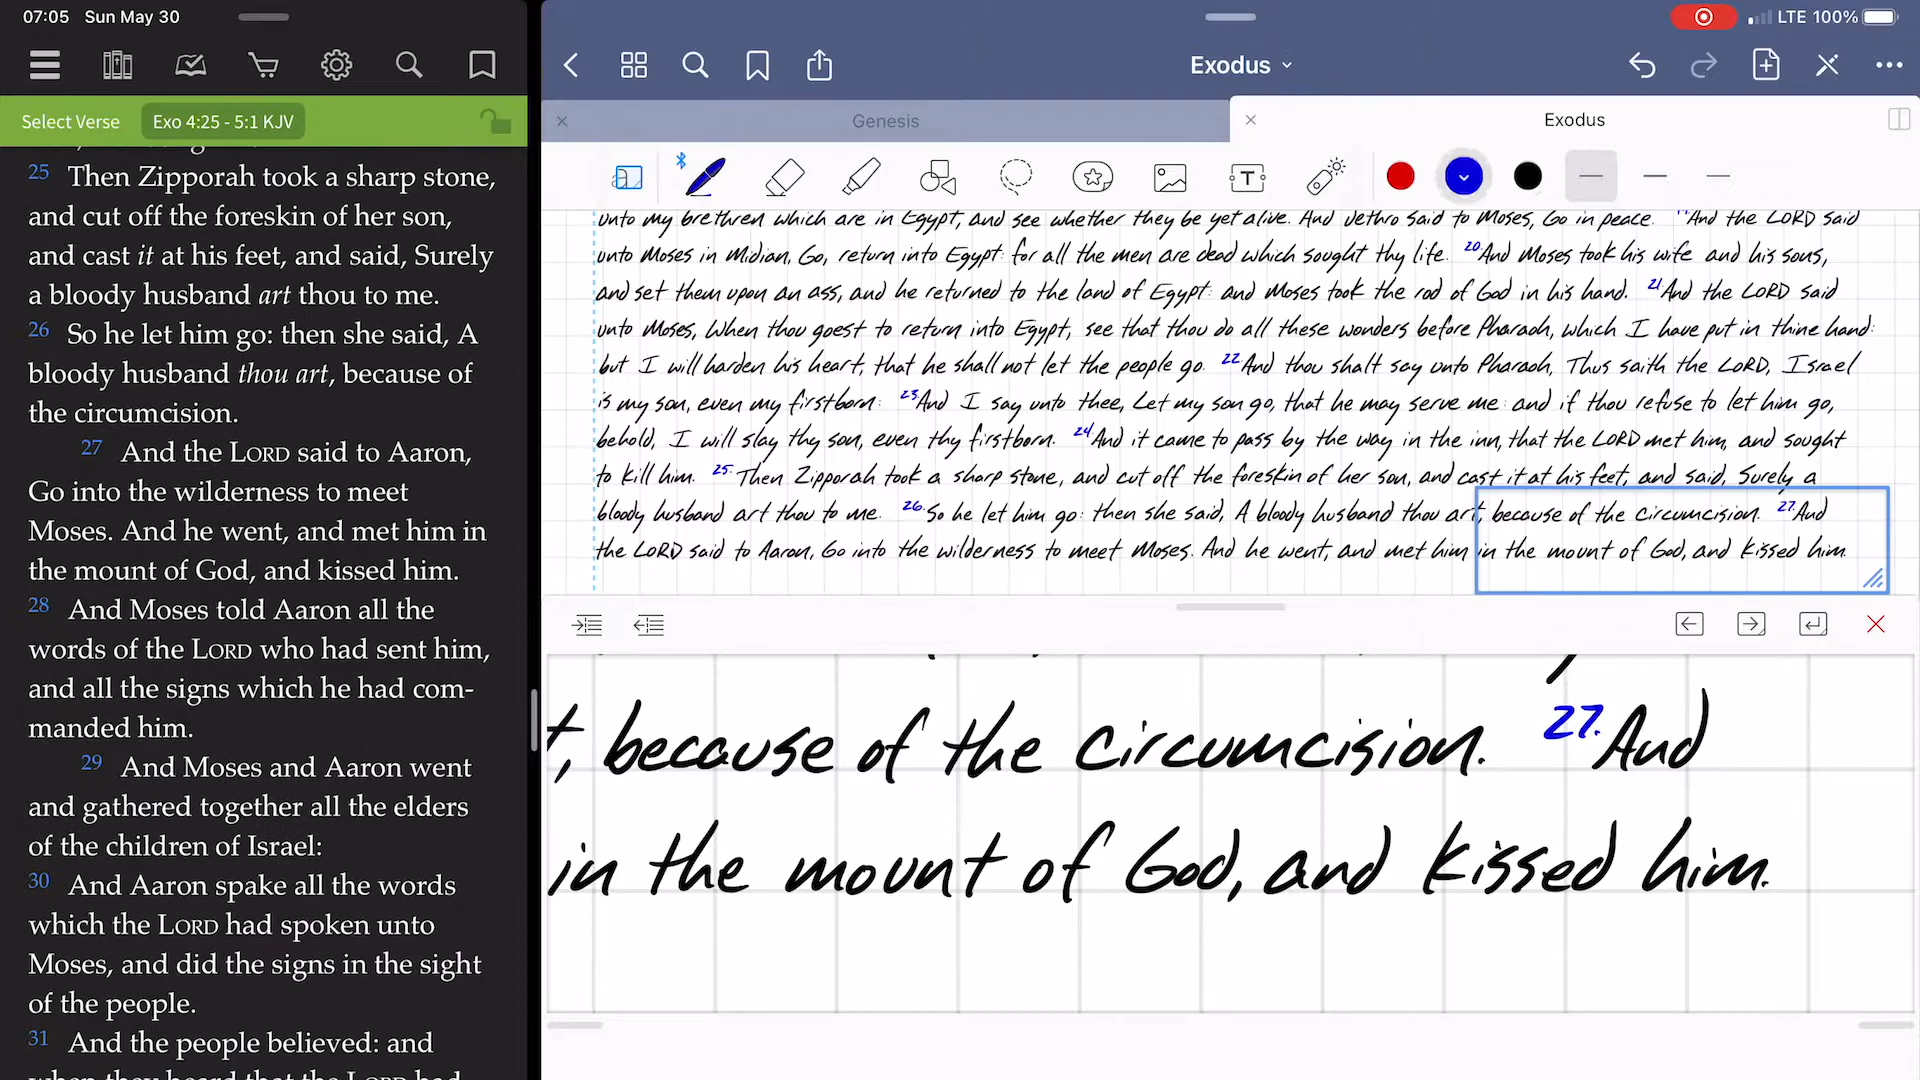 07:05 Sun May 30
Select Verse Exo 4:25 - 5:1 KJV
25 Then Zipporah took a sharp stone,
and cut off the foreskin of her son,
and cast it at his feet, and said, Surely
a bloody husband art thou to me.
26 So he let him go: then she said, A
bloody husband thou art, because of
the circumcision.
27 And the LORD said to Aaron,
Go into the wilderness to meet
Moses. And he went, and met him in
the mount of God, and kissed him.
28 And Moses told Aaron all the
words of the LORD who had sent him,
and all the signs which he had com-
manded him.
29 And Moses and Aaron went
and gathered together all the elders
of the children of Israel:
30 And Aaron spake all the words
which the LORD had spoken unto
Moses, and did the signs in the sight
of the people.
31 And the people believed: and
when they heard that the LORD had
LTE 100%
Exodus
Genesis
Exodus
T
unto my brethren which are in Egypt, and see whether they be yet alive. And Jethro said to Moses, Go in peace. And the LORD said
unto Moses in Midian, Go, return into Egypt: for all the men are dead which sought thy life. 20. And Moses took his wife and his sons,
and set them upon an ass, and he returned to the land of Egypt: and Moses took the rod of God in his hand. 21. And the LORD said
unto Moses, When thou goest to return into Egypt, see that thou do all these wonders before Pharaoh, which I have put in thine hand:
but I will harden his heart, that he shall not let the people go. 22. And thou shalt say unto Pharaoh, Thus saith the LORD, Israel
is my son, even my firstborn: 23. And I say unto thee, Let my son go, that he may serve me: and if thou refuse to let him go,
behold, I will slay thy son, even thy firstborn. 24. And it came to pass by the way in the inn, that the LORD met him, and sought
to kill him. 25. Then Zipporah took a sharp stone, and cut off the foreskin of her son, and cast it at his feet, and said, Surely a
bloody husband art thou to me. 26. So he let him go: then she said, A bloody husband thou art, because of the circumcision. 27. And
the LORD said to Aaron, Go into the wilderness to meet Moses. And he went, and met him in the mount of God, and kissed him.
t, because of the circumcision. 27. And
in the mount of God, and kissed him.